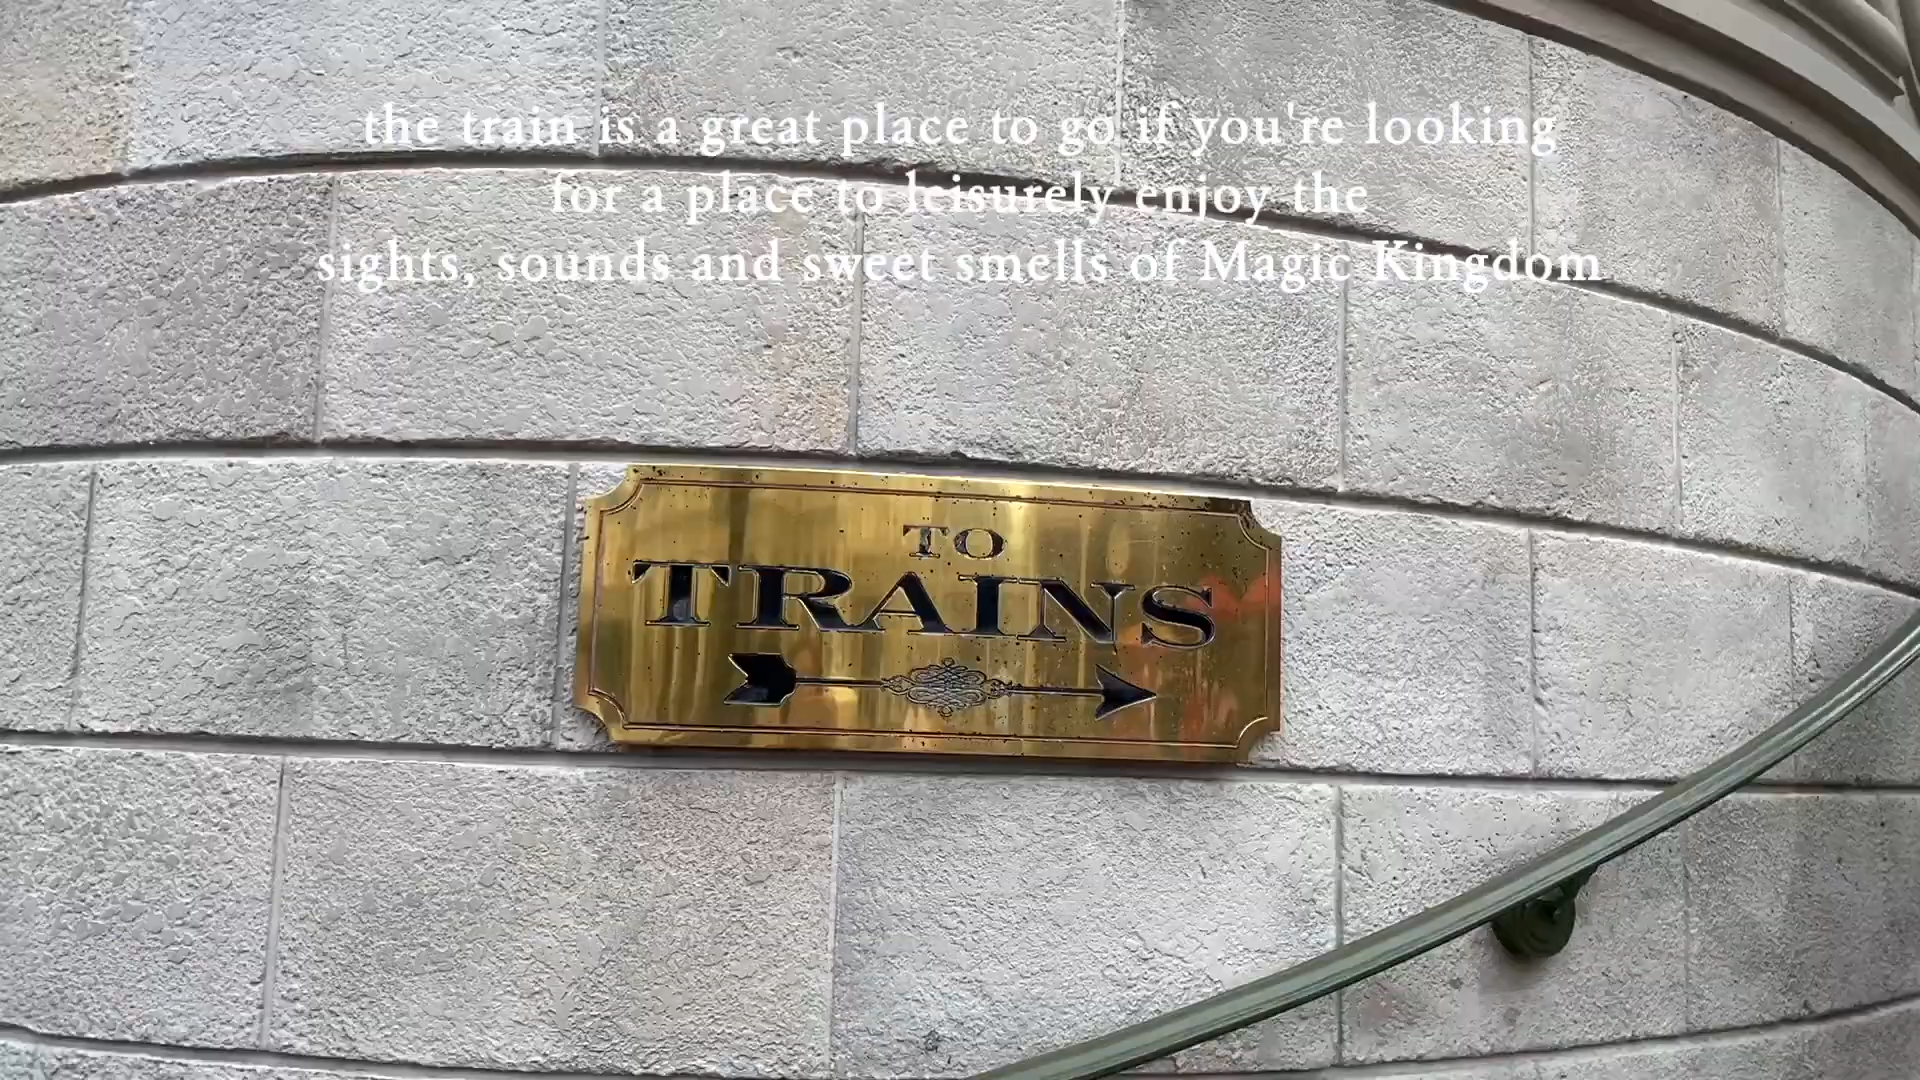 the train is a great place to go if you're looking
for a place to leisurely enjoy the
sights, sounds and sweet smells of Magic Kingdom
TO
TRAINS